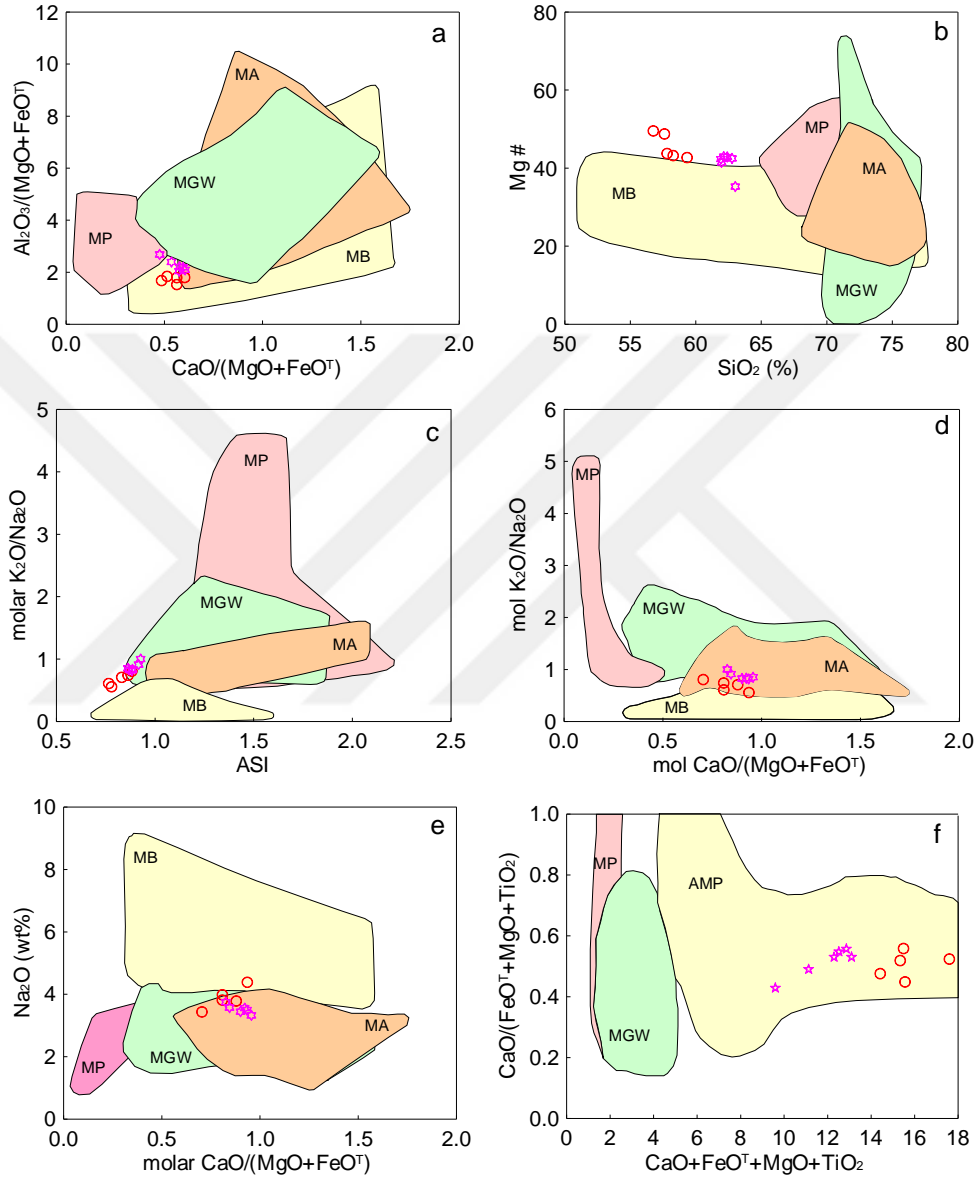 a
12
10
8
6
4
2
0
Al₂O₃/(MgO+FeOᵀ)
MA
MGW
MP
MB
0.0 0.5 1.0 1.5 2.0
CaO/(MgO+FeOᵀ)
b
80
60
40
20
0
Mg#
MP
MA
MB
MGW
50 55 60 65 70 75 80
SiO₂ (%)
c
5
4
3
2
1
0
molar K₂O/Na₂O
MP
MGW
MA
MB
0.5 1.0 1.5 2.0 2.5
ASI
d
6
5
4
3
2
1
0
mol K₂O/Na₂O
MP
MGW
MA
MB
0.0 0.5 1.0 1.5 2.0
mol CaO/(MgO+FeOᵀ)
e
10
8
6
4
2
0
Na₂O (wt%)
MB
MP
MGW
MA
0.0 0.5 1.0 1.5 2.0
molar CaO/(MgO+FeOᵀ)
f
1.0
0.8
0.6
0.4
0.2
0.0
CaO/(FeOᵀ+MgO+TiO₂)
MP
AMP
MGW
0 2 4 6 8 10 12 14 16 18
CaO+FeOᵀ+MgO+TiO₂